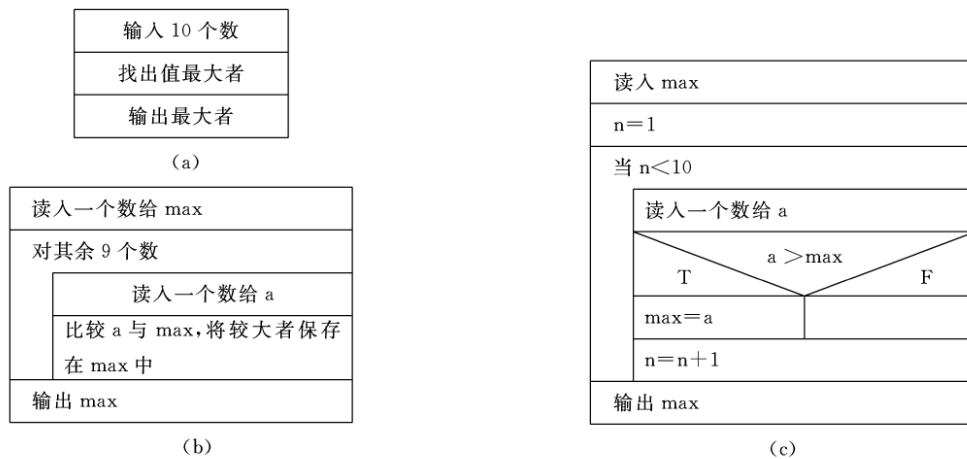 输入 10 个数
找出值最大者
输出最大者
(a)
读入一个数给 max
对其余 9 个数
读入一个数给 a
比较 a 与 max,将较大者保存
在 max 中
输出 max
(b)
读入 max
n=1
当 n<10
读入一个数给 a
a >max
T
F
max=a
n=n+1
输出 max
(c)